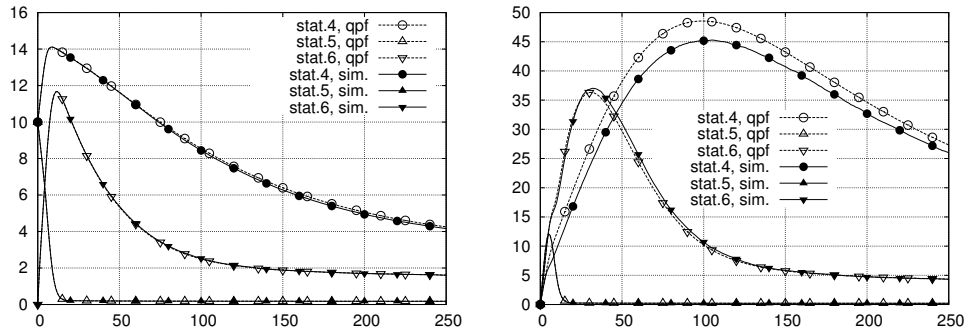 16
14
12
10
8
6
4
2
0
0
50
100
150
200
250
stat.4, qpf
stat.5, qpf
stat.6, qpf
stat.4, sim.
stat.5, sim.
stat.6, sim.
50
45
40
35
30
25
20
15
10
5
0
0
50
100
150
200
250
stat.4, qpf
stat.5, qpf
stat.6, qpf
stat.4, sim.
stat.5, sim.
stat.6, sim.